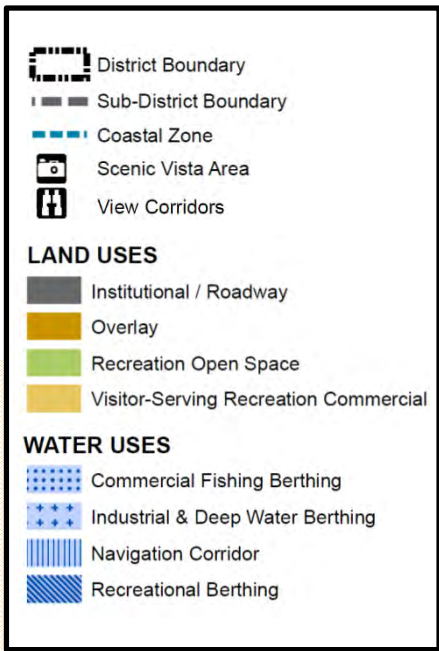 District Boundary
Sub-District Boundary
Coastal Zone
Scenic Vista Area
View Corridors
LAND USES
Institutional / Roadway
Overlay
Recreation Open Space
Visitor-Serving Recreation Commercial
WATER USES
Commercial Fishing Berthing
Industrial & Deep Water Berthing
Navigation Corridor
Recreational Berthing